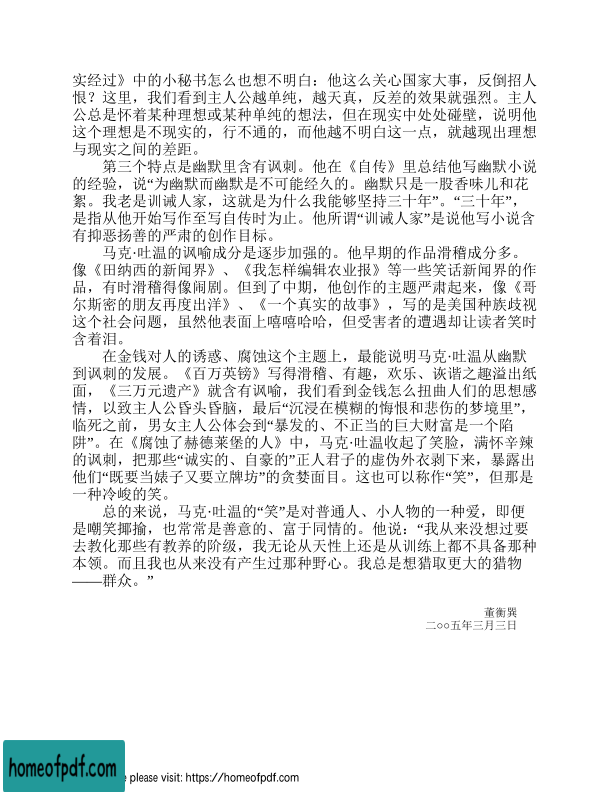 实经过》中的小秘书怎么也想不明白：他这么关心国家大事，反倒招人
恨？这里，我们看到主人公越单纯，越天真，反差的效果就强烈。主人
公总是怀着某种理想或某种单纯的想法，但在现实中处处碰壁，说明他
这个理想是不现实的，行不通的，而他越不明白这一点，就越现出理想
与现实之间的差距。
第三个特点是幽默里含有讽刺。他在《自传》里总结他写幽默小说
的经验，说“为幽默而幽默是不可能经久的。幽默只是一股香味儿和花
絮。我老是训诫人家，这就是为什么我能够坚持三十年”。“三十年”，
是指从他开始写作至写自传时为止。他所谓“训诫人家”是说他写小说含
有抑恶扬善的严肃的创作目标。
马克·吐温的讽喻成分是逐步加强的。他早期的作品滑稽成分多。
像《田纳西的新闻界》、《我怎样编辑农业报》等一些笑话新闻界的作
品，有时滑稽得像闹剧。但到了中期，他创作的主题严肃起来，像《哥
尔斯密的朋友再度出洋》、《一个真实的故事》，写的是美国种族歧视
这个社会问题，虽然他表面上嘻嘻哈哈，但受害者的遭遇却让读者笑时
含着泪。
在金钱对人的诱惑、腐蚀这个主题上，最能说明马克·吐温从幽默
到讽刺的发展。《百万英镑》写得滑稽、有趣，欢乐、诙谐之趣溢出纸
面，《三万元遗产》就含有讽喻，我们看到金钱怎么扭曲人们的思想感
情，以致主人公昏头昏脑，最后“沉浸在模糊的悔恨和悲伤的梦境里”，
临死之前，男女主人公体会到“暴发的、不正当的巨大财富是一个陷
阱”。在《腐蚀了赫德莱堡的人》中，马克·吐温收起了笑脸，满怀辛辣
的讽刺，把那些“诚实的、自豪的”正人君子的虚伪外衣剥下来，暴露出
他们“既要当婊子又要立牌坊”的贪婪面目。这也可以称作“笑”，但那是
一种冷峻的笑。
总的来说，马克·吐温的“笑”是对普通人、小人物的一种爱，即便
是嘲笑揶揄，也常常是善意的、富于同情的。他说：“我从来没想过要
去教化那些有教养的阶级，我无论从天性上还是从训练上都不具备那种
本领。而且我也从来没有产生过那种野心。我总是想猎取更大的猎物
——群众。”
董衡巽
二○○五年三月三日
homeofpdf.com
please visit: https://homeofpdf.com